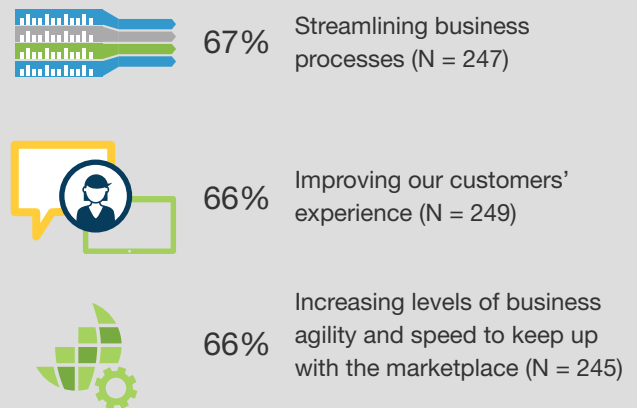 67%
Streamlining business
processes (N = 247)
66%
Improving our customers’
experience (N = 249)
66%
Increasing levels of business
agility and speed to keep up
with the marketplace (N = 245)